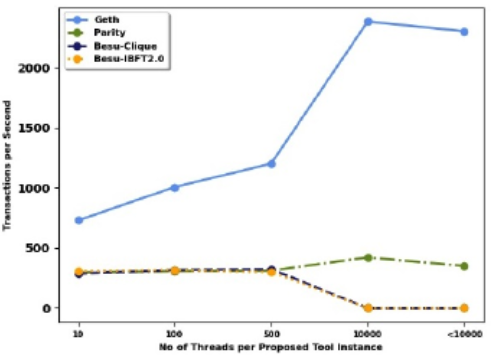 Geth
Parity
Besu-Clique
Besu-IBFT2.0
Transactions per Second
2000
1500
1000
500
0
10
100
500
10000
<10000
No of Threads per Proposed Tool Instance